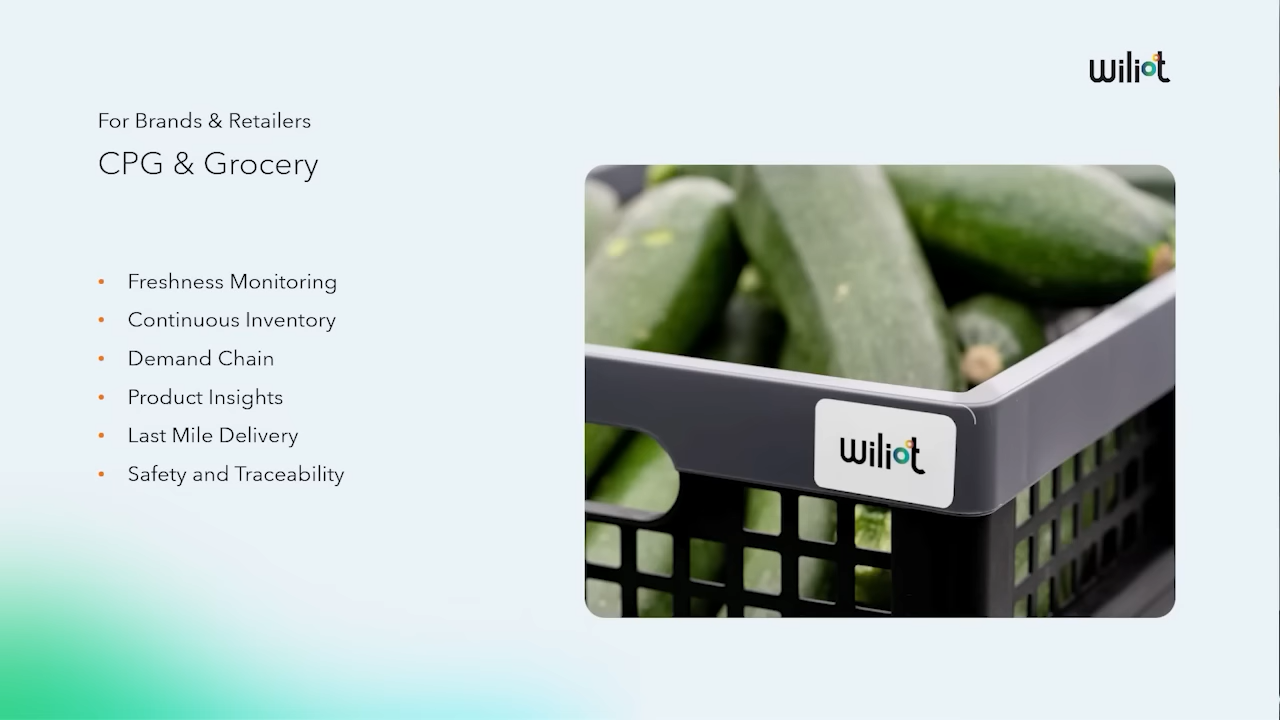 wiliot
For Brands & Retailers
CPG & Grocery
• Freshness Monitoring
• Continuous Inventory
• Demand Chain
• Product Insights
• Last Mile Delivery
• Safety and Traceability
wiliot